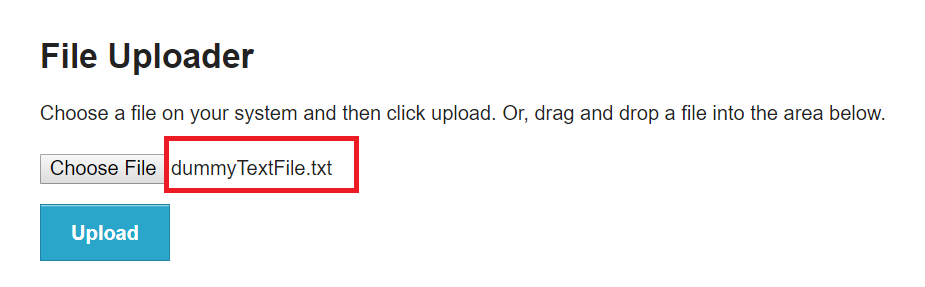 File Uploader
Choose a file on your system and then click upload. Or, drag and drop a file into the area below.
Choose File dummyTextFile.txt
Upload